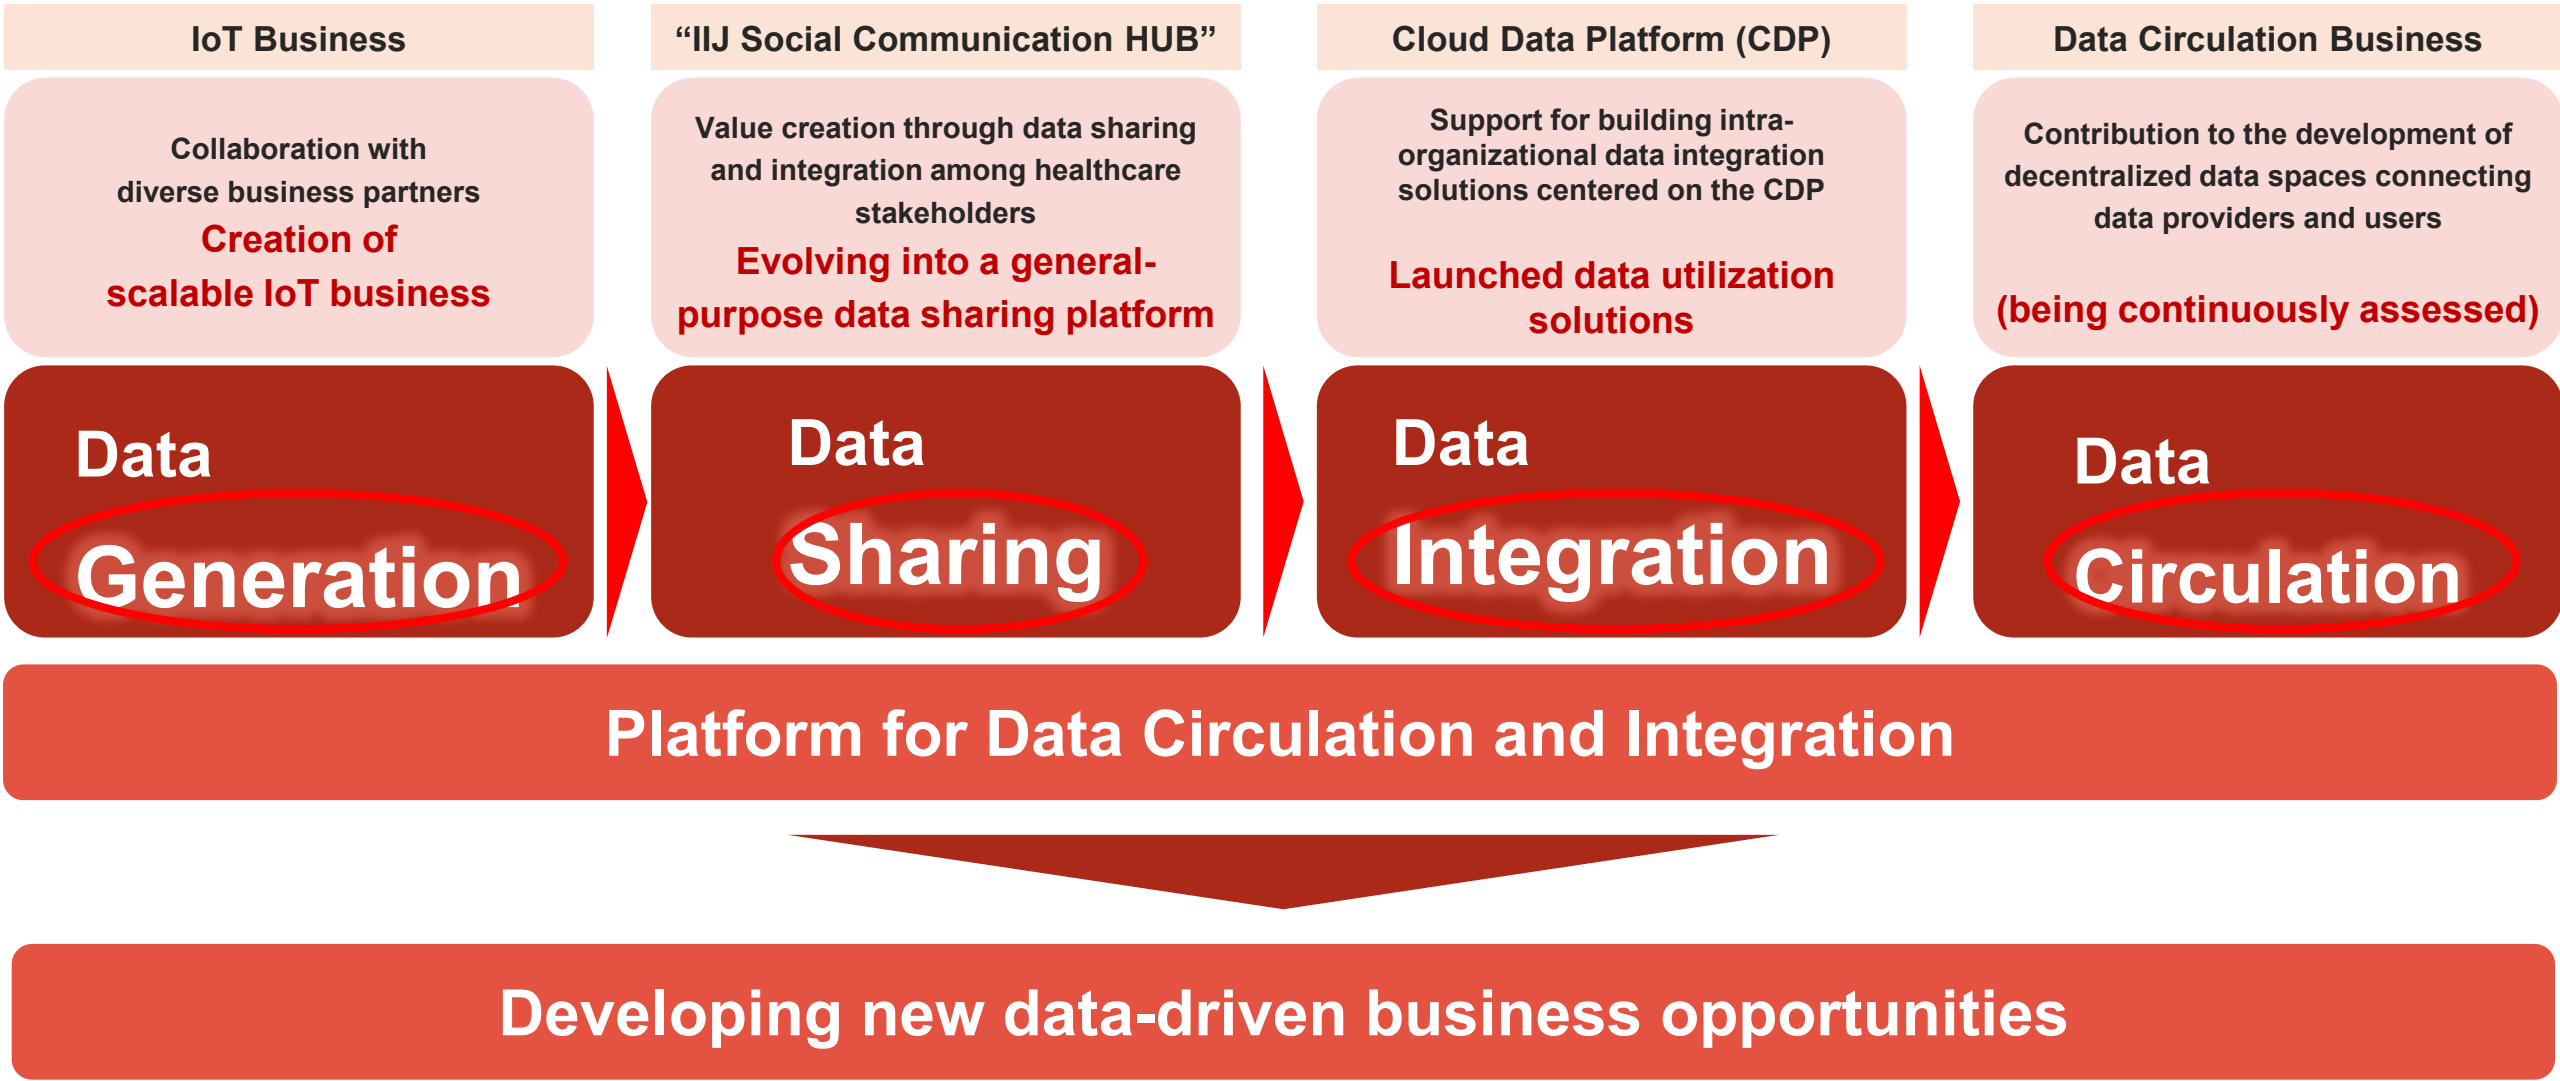 IoT Business
Collaboration with
diverse business partners
Creation of
scalable IoT business
Data
Generation
“IIJ Social Communication HUB”
Value creation through data sharing
and integration among healthcare
stakeholders
Evolving into a general-
purpose data sharing platform
Data
Sharing
Cloud Data Platform (CDP)
Support for building intra-
organizational data integration
solutions centered on the CDP
Launched data utilization
solutions
Data
Integration
Data Circulation Business
Contribution to the development of
decentralized data spaces connecting
data providers and users
(being continuously assessed)
Data
Circulation
Platform for Data Circulation and Integration
Developing new data-driven business opportunities